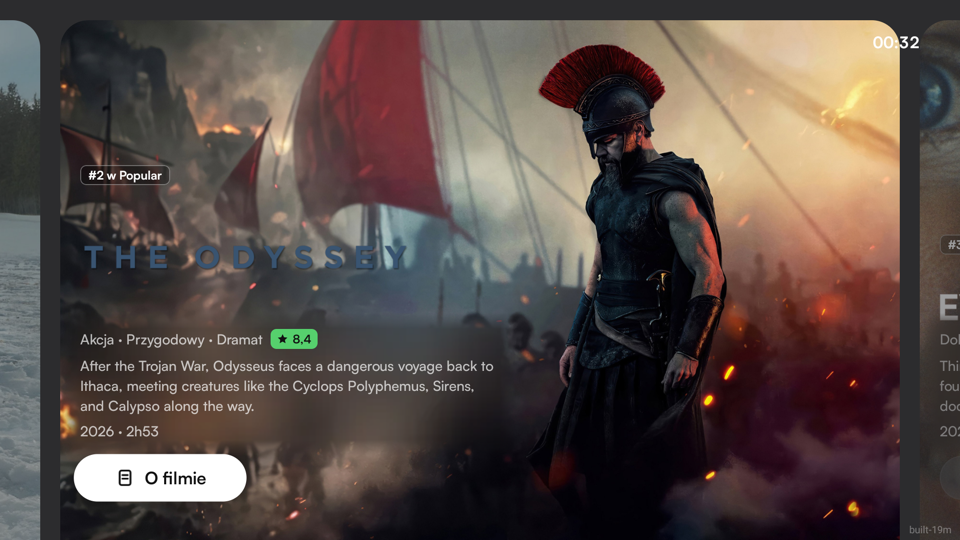 00:32
#2 w Popular
THE ODYSSEY
Akcja · Przygodowy · Dramat ★ 8,4
After the Trojan War, Odysseus faces a dangerous voyage back to
Ithaca, meeting creatures like the Cyclops Polyphemus, Sirens,
and Calypso along the way.
2026 · 2h53
O filmie
built-19m